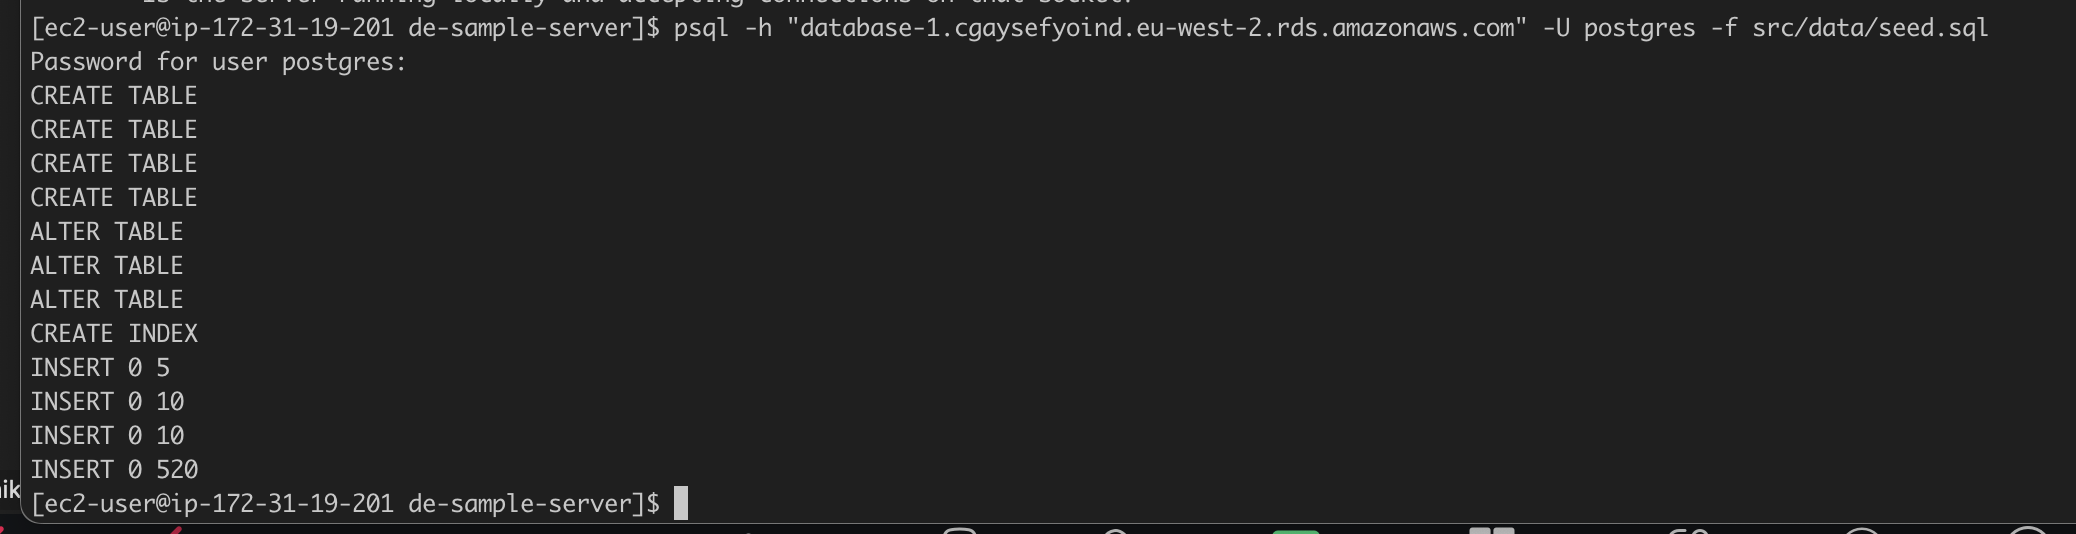 is the server running locally and accepting connections on that socket?
[ec2-user@ip-172-31-19-201 de-sample-server]$ psql -h "database-1.cgaysefyoind.eu-west-2.rds.amazonaws.com" -U postgres -f src/data/seed.sql
Password for user postgres:
CREATE TABLE
CREATE TABLE
CREATE TABLE
CREATE TABLE
ALTER TABLE
ALTER TABLE
ALTER TABLE
CREATE INDEX
INSERT 0 5
INSERT 0 10
INSERT 0 10
INSERT 0 520
[ec2-user@ip-172-31-19-201 de-sample-server]$